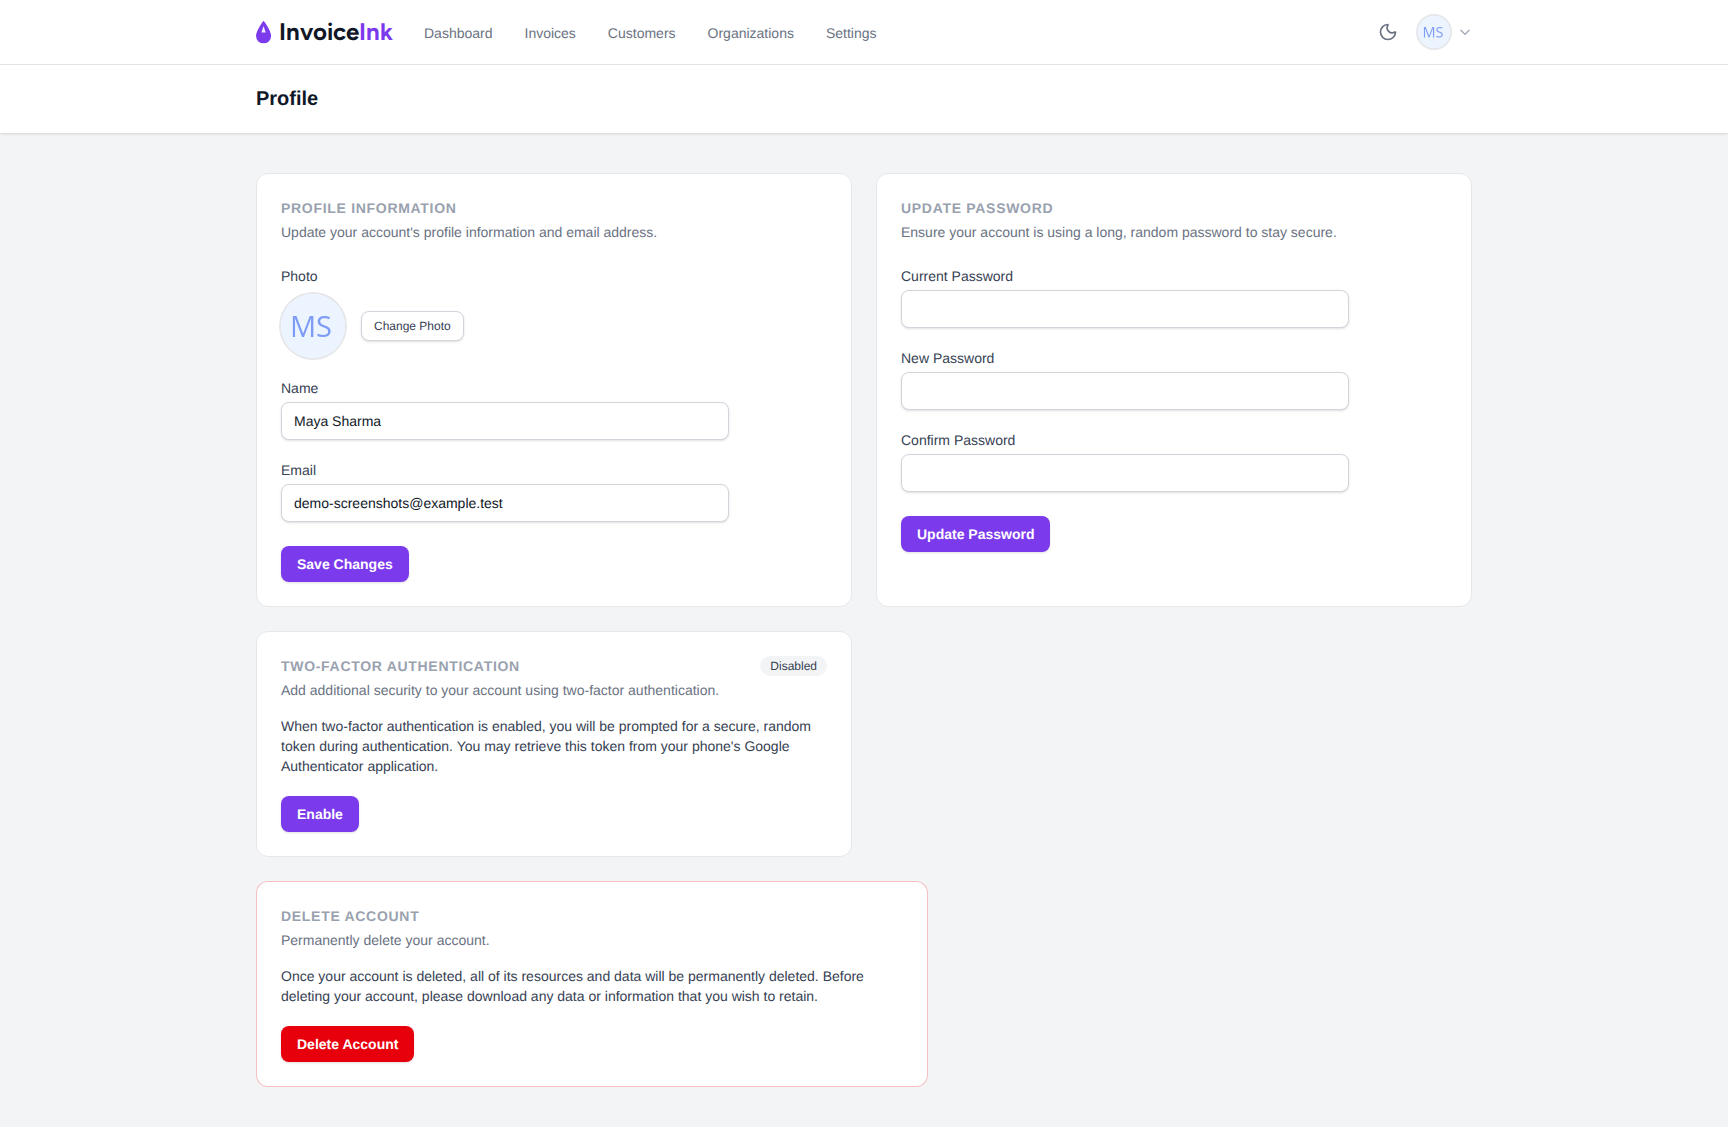 InvoiceInk
Dashboard
Invoices
Customers
Organizations
Settings
MS
Profile
PROFILE INFORMATION
Update your account's profile information and email address.
Photo
MS
Change Photo
Name
Maya Sharma
Email
demo-screenshots@example.test
Save Changes
UPDATE PASSWORD
Ensure your account is using a long, random password to stay secure.
Current Password
New Password
Confirm Password
Update Password
TWO-FACTOR AUTHENTICATION
Disabled
Add additional security to your account using two-factor authentication.
When two-factor authentication is enabled, you will be prompted for a secure, random
token during authentication. You may retrieve this token from your phone's Google
Authenticator application.
Enable
DELETE ACCOUNT
Permanently delete your account.
Once your account is deleted, all of its resources and data will be permanently deleted. Before
deleting your account, please download any data or information that you wish to retain.
Delete Account